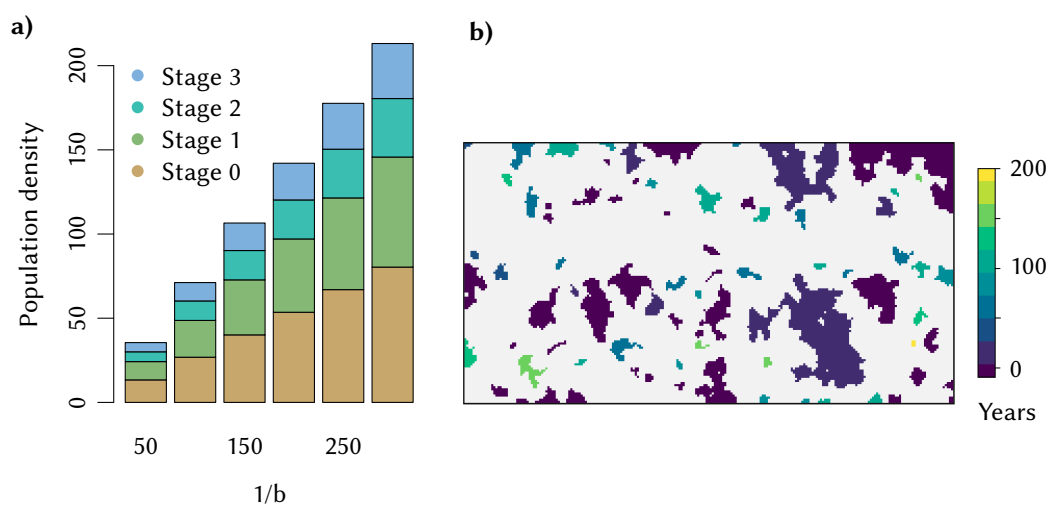 a)
Population density
200
150
100
50
0
Stage 3
Stage 2
Stage 1
Stage 0
50
150
250
1/b
b)
200
100
0
Years